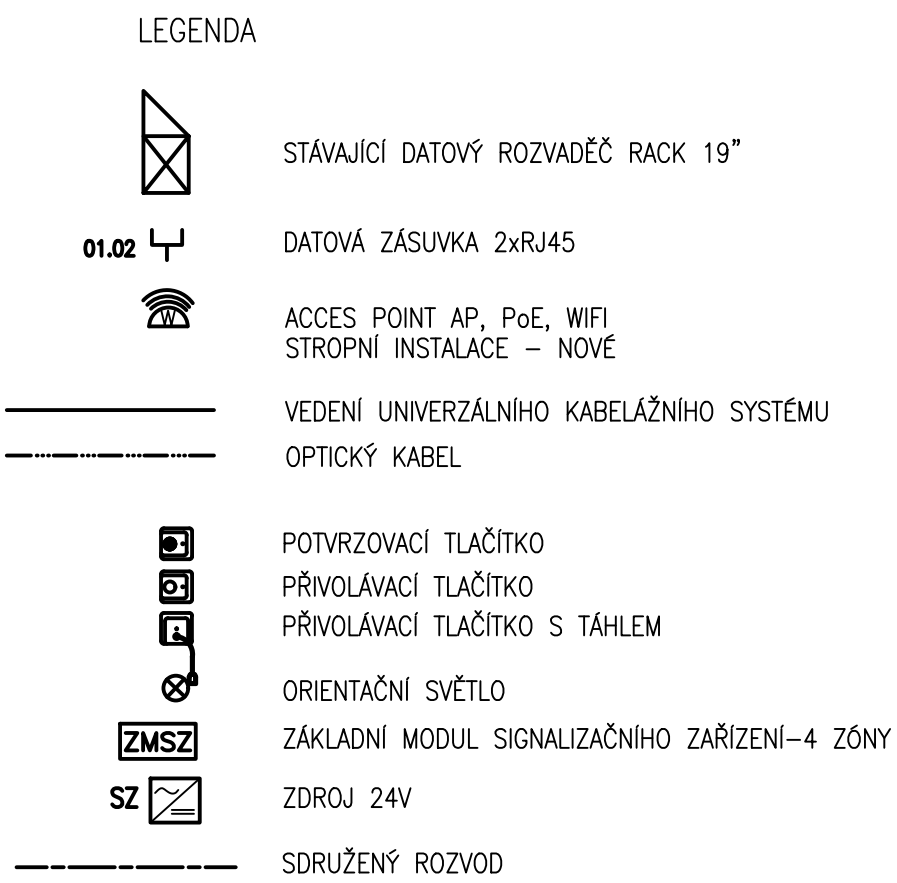 LEGENDA
STÁVAJÍCÍ DATOVÝ ROZVADĚČ RACK 19"
01.02 DATOVÁ ZÁSUVKA 2xRJ45
W
ACCES POINT AP, PoE, WIFI
STROPNÍ INSTALACE – NOVÉ
VEDENÍ UNIVERZÁLNÍHO KABELÁŽNÍHO SYSTÉMU
OPTICKÝ KABEL
POTVRZOVACÍ TLAČÍTKO
PŘIVOLÁVACÍ TLAČÍTKO
PŘIVOLÁVACÍ TLAČÍTKO S TÁHLEM
ORIENTAČNÍ SVĚTLO
ZMSZ ZÁKLADNÍ MODUL SIGNALIZAČNÍHO ZAŘÍZENÍ–4 ZÓNY
SZ ZDROJ 24V
SDRUŽENÝ ROZVOD